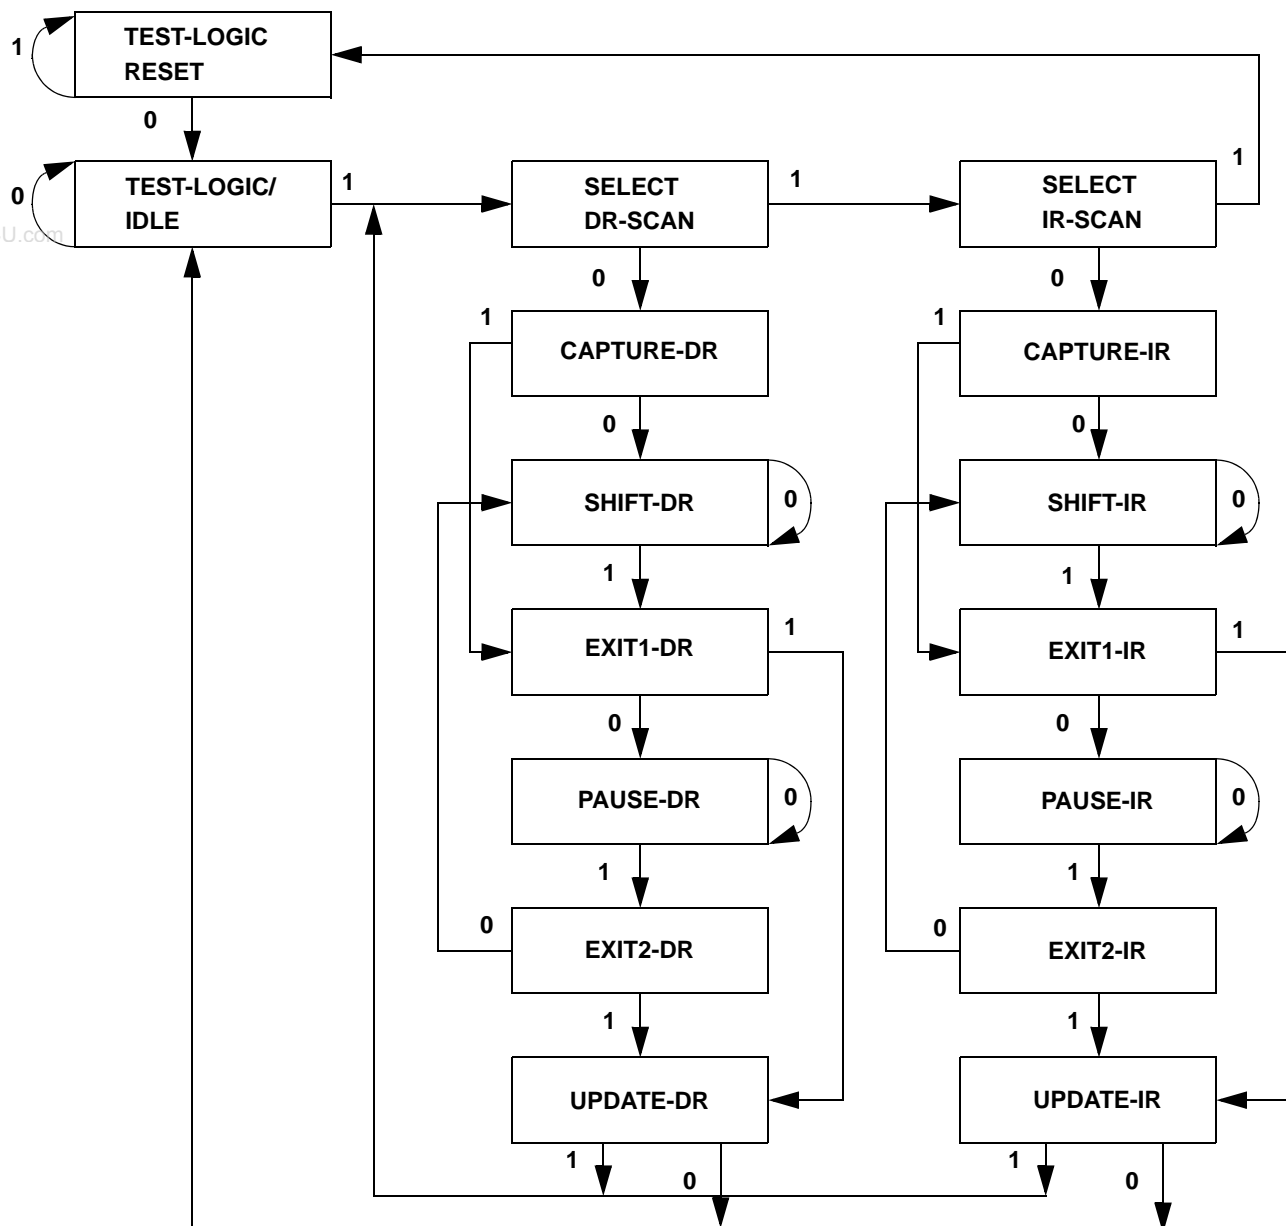 1
TEST-LOGIC
RESET
0
0
TEST-LOGIC/
IDLE
1
SELECT
DR-SCAN
1
SELECT
IR-SCAN
1
U.com
0
0
1
CAPTURE-DR
1
CAPTURE-IR
0
0
SHIFT-DR
0
SHIFT-IR
0
1
1
EXIT1-DR
1
EXIT1-IR
1
0
0
PAUSE-DR
0
PAUSE-IR
0
1
1
0
EXIT2-DR
0
EXIT2-IR
1
1
UPDATE-DR
UPDATE-IR
1
0
1
0